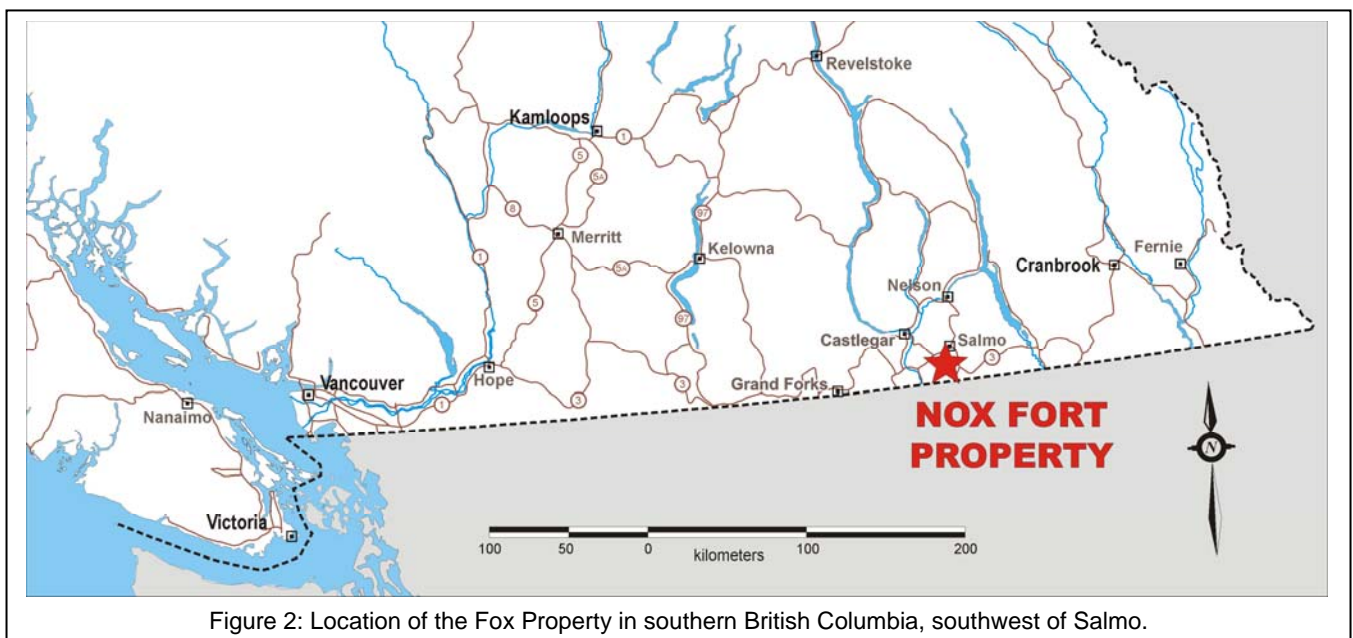 Revelstoke
Kamloops
1
5
5A
97
8
Merritt
Kelowna
1
5A
Fernie
Cranbrook
5
Nelson
97
Castlegar
Salmo
3
Hope
Vancouver
3
Grand Forks
Nanaimo
1
3
NOX FORT
PROPERTY
N
Victoria
100 50 0 100 200
kilometers
Figure 2: Location of the Fox Property in southern British Columbia, southwest of Salmo.